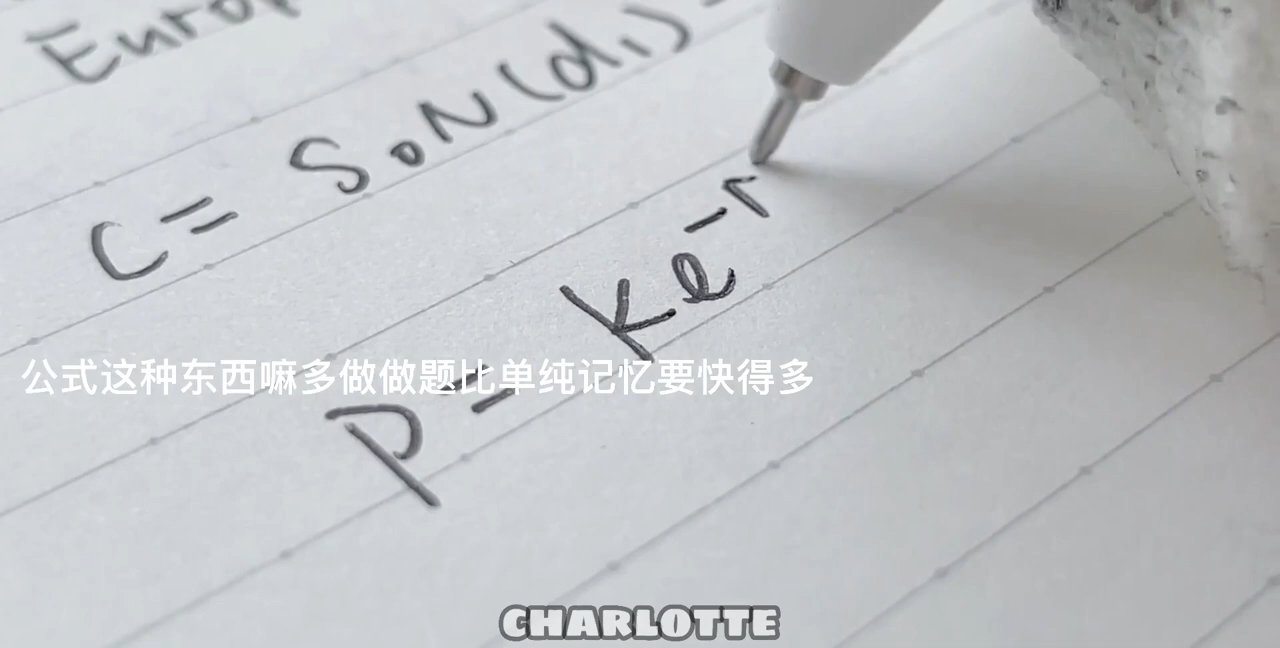 Europ
C = S₀N(d₁) -
P = Ke^-r
公式这种东西嘛多做做题比单纯记忆要快得多
CHARLOTTE